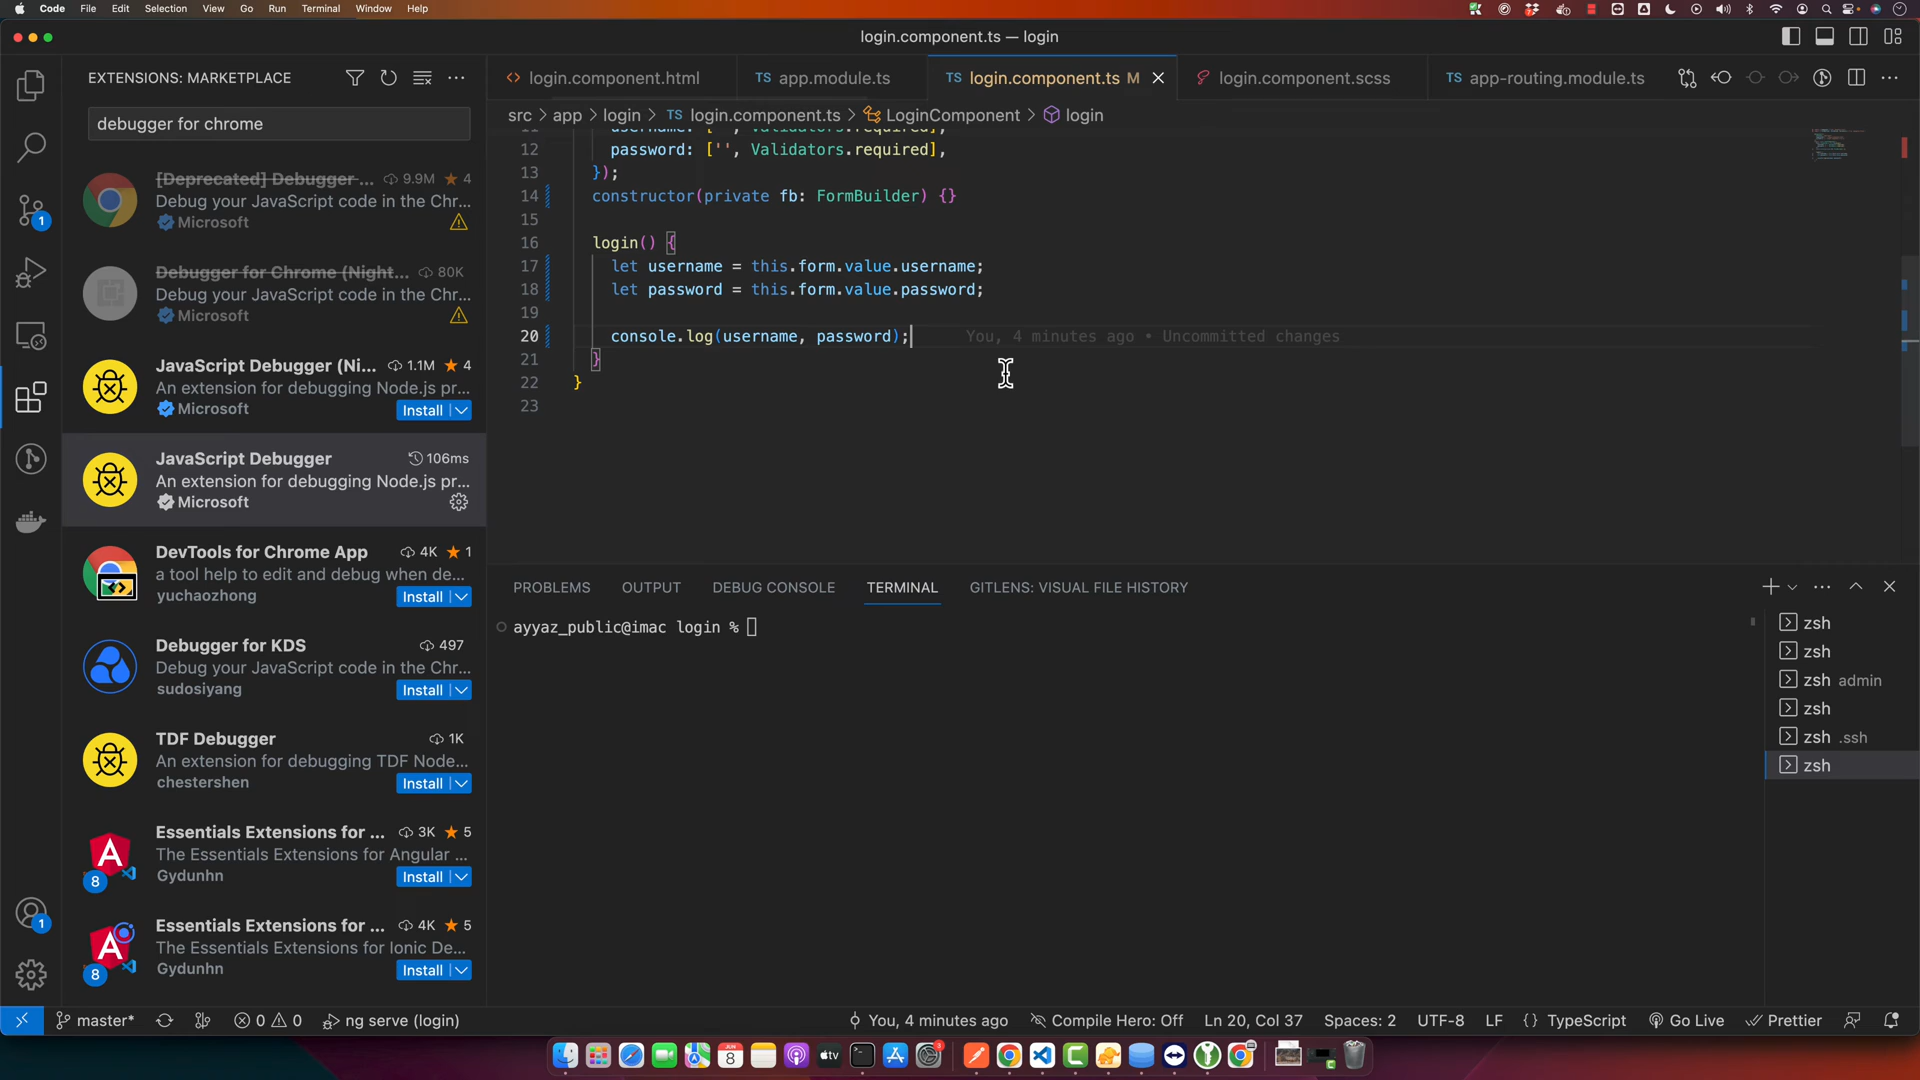 Code File Edit Selection View Go Run Terminal Window Help
login.component.ts — login
EXTENSIONS: MARKETPLACE
debugger for chrome
[Deprecated] Debugger ... 9.9M ★ 4
Debug your JavaScript code in the Chr...
Microsoft
Debugger for Chrome (Night... 80K
Debug your JavaScript code in the Chr...
Microsoft
JavaScript Debugger (Ni... 1.1M ★ 4
An extension for debugging Node.js pr...
Microsoft Install
JavaScript Debugger 106ms
An extension for debugging Node.js pr...
Microsoft
DevTools for Chrome App 4K ★ 1
a tool help to edit and debug when de...
yuchaozhong Install
Debugger for KDS 497
Debug your JavaScript code in the Chr...
sudosiyang Install
TDF Debugger 1K
An extension for debugging TDF Node...
chestershen Install
Essentials Extensions for ... 3K ★ 5
The Essentials Extensions for Angular ...
8 Gydunhn Install
Essentials Extensions for ... 4K ★ 5
The Essentials Extensions for Ionic De...
8 Gydunhn Install
login.component.html TS app.module.ts TS login.component.ts M login.component.scss TS app-routing.module.ts
src > app > login > TS login.component.ts > LoginComponent > login
11 username: ['', Validators.required],
12 password: ['', Validators.required],
13 });
14 constructor(private fb: FormBuilder) {}
15
16 login() {
17 let username = this.form.value.username;
18 let password = this.form.value.password;
19
20 console.log(username, password); You, 4 minutes ago • Uncommitted changes
21 }
22 }
23
PROBLEMS OUTPUT DEBUG CONSOLE TERMINAL GITLENS: VISUAL FILE HISTORY
ayyaz_public@imac login %
zsh
zsh
zsh admin
zsh
zsh .ssh
zsh
1
1
master* 0 0 ng serve (login) You, 4 minutes ago Compile Hero: Off Ln 20, Col 37 Spaces: 2 UTF-8 LF {} TypeScript Go Live Prettier
JUN
8
tv
3